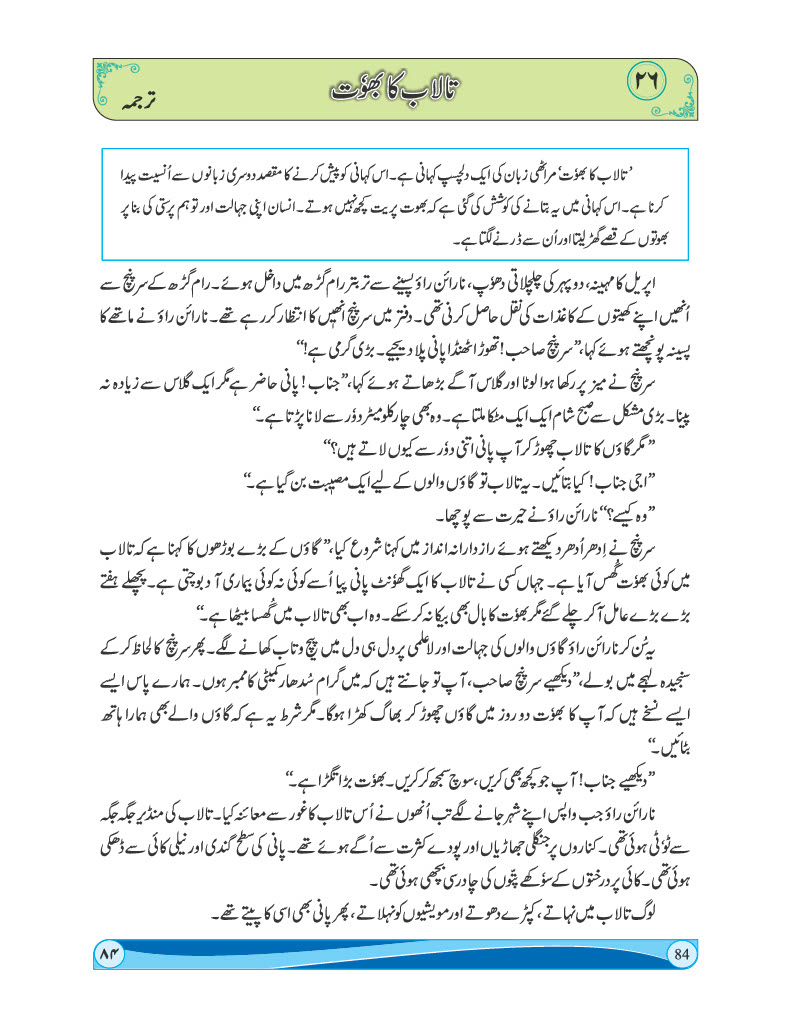 ۲۶
تالاب کا بھوٗت
ترجمہ
’تالاب کا بھوٗت‘ مراٹھی زبان کی ایک دلچسپ کہانی ہے۔ اس کہانی کو پیش کرنے کا مقصد دوسری زبانوں سے اُنسیت پیدا
کرنا ہے۔ اس کہانی میں یہ بتانے کی کوشش کی گئی ہے کہ بھوت پریت کچھ نہیں ہوتے۔ انسان اپنی جہالت اور توہم پرستی کی بنا پر
بھوتوں کے قصے گھڑ لیتا اور اُن سے ڈرنے لگتا ہے۔
اپریل کا مہینہ، دوپہر کی چلچلاتی دھوٗپ، نارائن راؤ پسینے سے تر بتر رام گڑھ میں داخل ہوئے۔ رام گڑھ کے سرپنچ سے
اُنھیں اپنے کھیتوں کے کاغذات کی نقل حاصل کرنی تھی۔ دفتر میں سرپنچ انھیں کا انتظار کر رہے تھے۔ نارائن راؤ نے ماتھے کا
پسینہ پونچھتے ہوئے کہا، ”سرپنچ صاحب! تھوڑا ٹھنڈا پانی پلا دیجیے۔ بڑی گرمی ہے!“
سرپنچ نے میز پر رکھا ہوا لوٹا اور گلاس آگے بڑھاتے ہوئے کہا، ”جناب! پانی حاضر ہے مگر ایک گلاس سے زیادہ نہ
پینا۔ بڑی مشکل سے صبح شام ایک ایک مٹکا ملتا ہے۔ وہ بھی چار کلومیٹر دوٗر سے لانا پڑتا ہے۔“
”مگر گاؤں کا تالاب چھوڑ کر آپ پانی اتنی دوٗر سے کیوں لاتے ہیں؟“
”اجی جناب! کیا بتائیں۔ یہ تالاب تو گاؤں والوں کے لیے ایک مصیبت بن گیا ہے۔“
”وہ کیسے؟“ نارائن راؤ نے حیرت سے پوچھا۔
سرپنچ نے اِدھر اُدھر دیکھتے ہوئے رازدارانہ انداز میں کہنا شروع کیا، ”گاؤں کے بڑے بوڑھوں کا کہنا ہے کہ تالاب
میں کوئی بھوٗت گُھس آیا ہے۔ جہاں کسی نے تالاب کا ایک گھوٗنٹ پانی پیا اُسے کوئی نہ کوئی بیماری آ دبوچتی ہے۔ پچھلے ہفتے
بڑے بڑے عامل آ کر چلے گئے مگر بھوٗت کا بال بھی بیکا نہ کر سکے۔ وہ اب بھی تالاب میں گُھسا بیٹھا ہے۔“
یہ سُن کر نارائن راؤ گاؤں والوں کی جہالت اور لاعلمی پر دل ہی دل میں پیچ و تاب کھانے لگے۔ پھر سرپنچ کا لحاظ کر کے
سنجیدہ لہجے میں بولے، ”دیکھیے سرپنچ صاحب، آپ تو جانتے ہیں کہ میں گرام سُدھار کمیٹی کا ممبر ہوں۔ ہمارے پاس ایسے
ایسے نسخے ہیں کہ آپ کا بھوٗت دو روز میں گاؤں چھوڑ کر بھاگ کھڑا ہوگا۔ مگر شرط یہ ہے کہ گاؤں والے بھی ہمارا ہاتھ
بٹائیں۔“
”دیکھیے جناب! آپ جو کچھ بھی کریں، سوچ سمجھ کر کریں۔ بھوٗت بڑا تگڑا ہے۔“
نارائن راؤ جب واپس اپنے شہر جانے لگے تب اُنھوں نے اُس تالاب کا غور سے معائنہ کیا۔ تالاب کی منڈیر جگہ جگہ
سے ٹوٗٹی ہوئی تھی۔ کناروں پر جنگلی جھاڑیاں اور پودے کثرت سے اُگے ہوئے تھے۔ پانی کی سطح گندی اور نیلی کائی سے ڈھکی
ہوئی تھی۔ کائی پر درختوں کے سوٗکھے پتّوں کی چادر سی بچھی ہوئی تھی۔
لوگ تالاب میں نہاتے، کپڑے دھوتے اور مویشیوں کو نہلاتے، پھر پانی بھی اسی کا پیتے تھے۔
۸۴
84